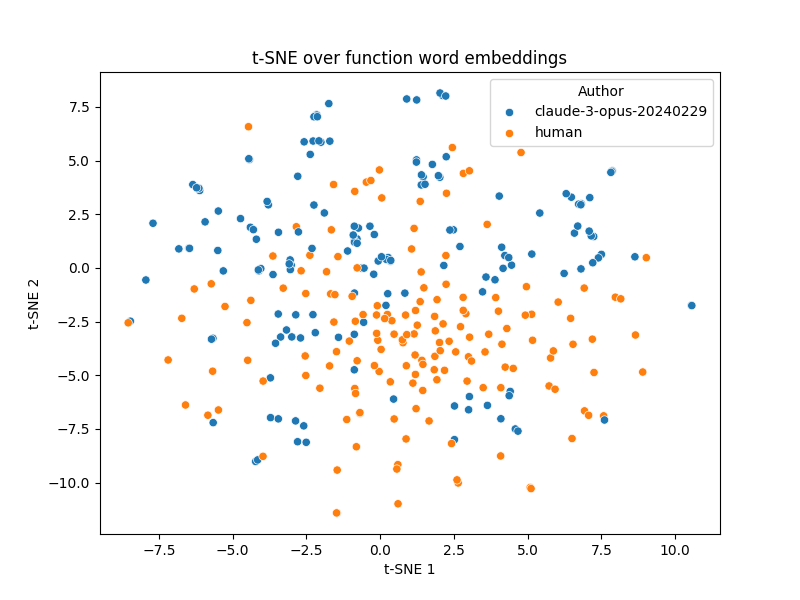 t-SNE over function word embeddings
Author
claude-3-opus-20240229
human
7.5
5.0
2.5
0.0
−2.5
−5.0
−7.5
−10.0
t-SNE 2
−7.5 −5.0 −2.5 0.0 2.5 5.0 7.5 10.0
t-SNE 1